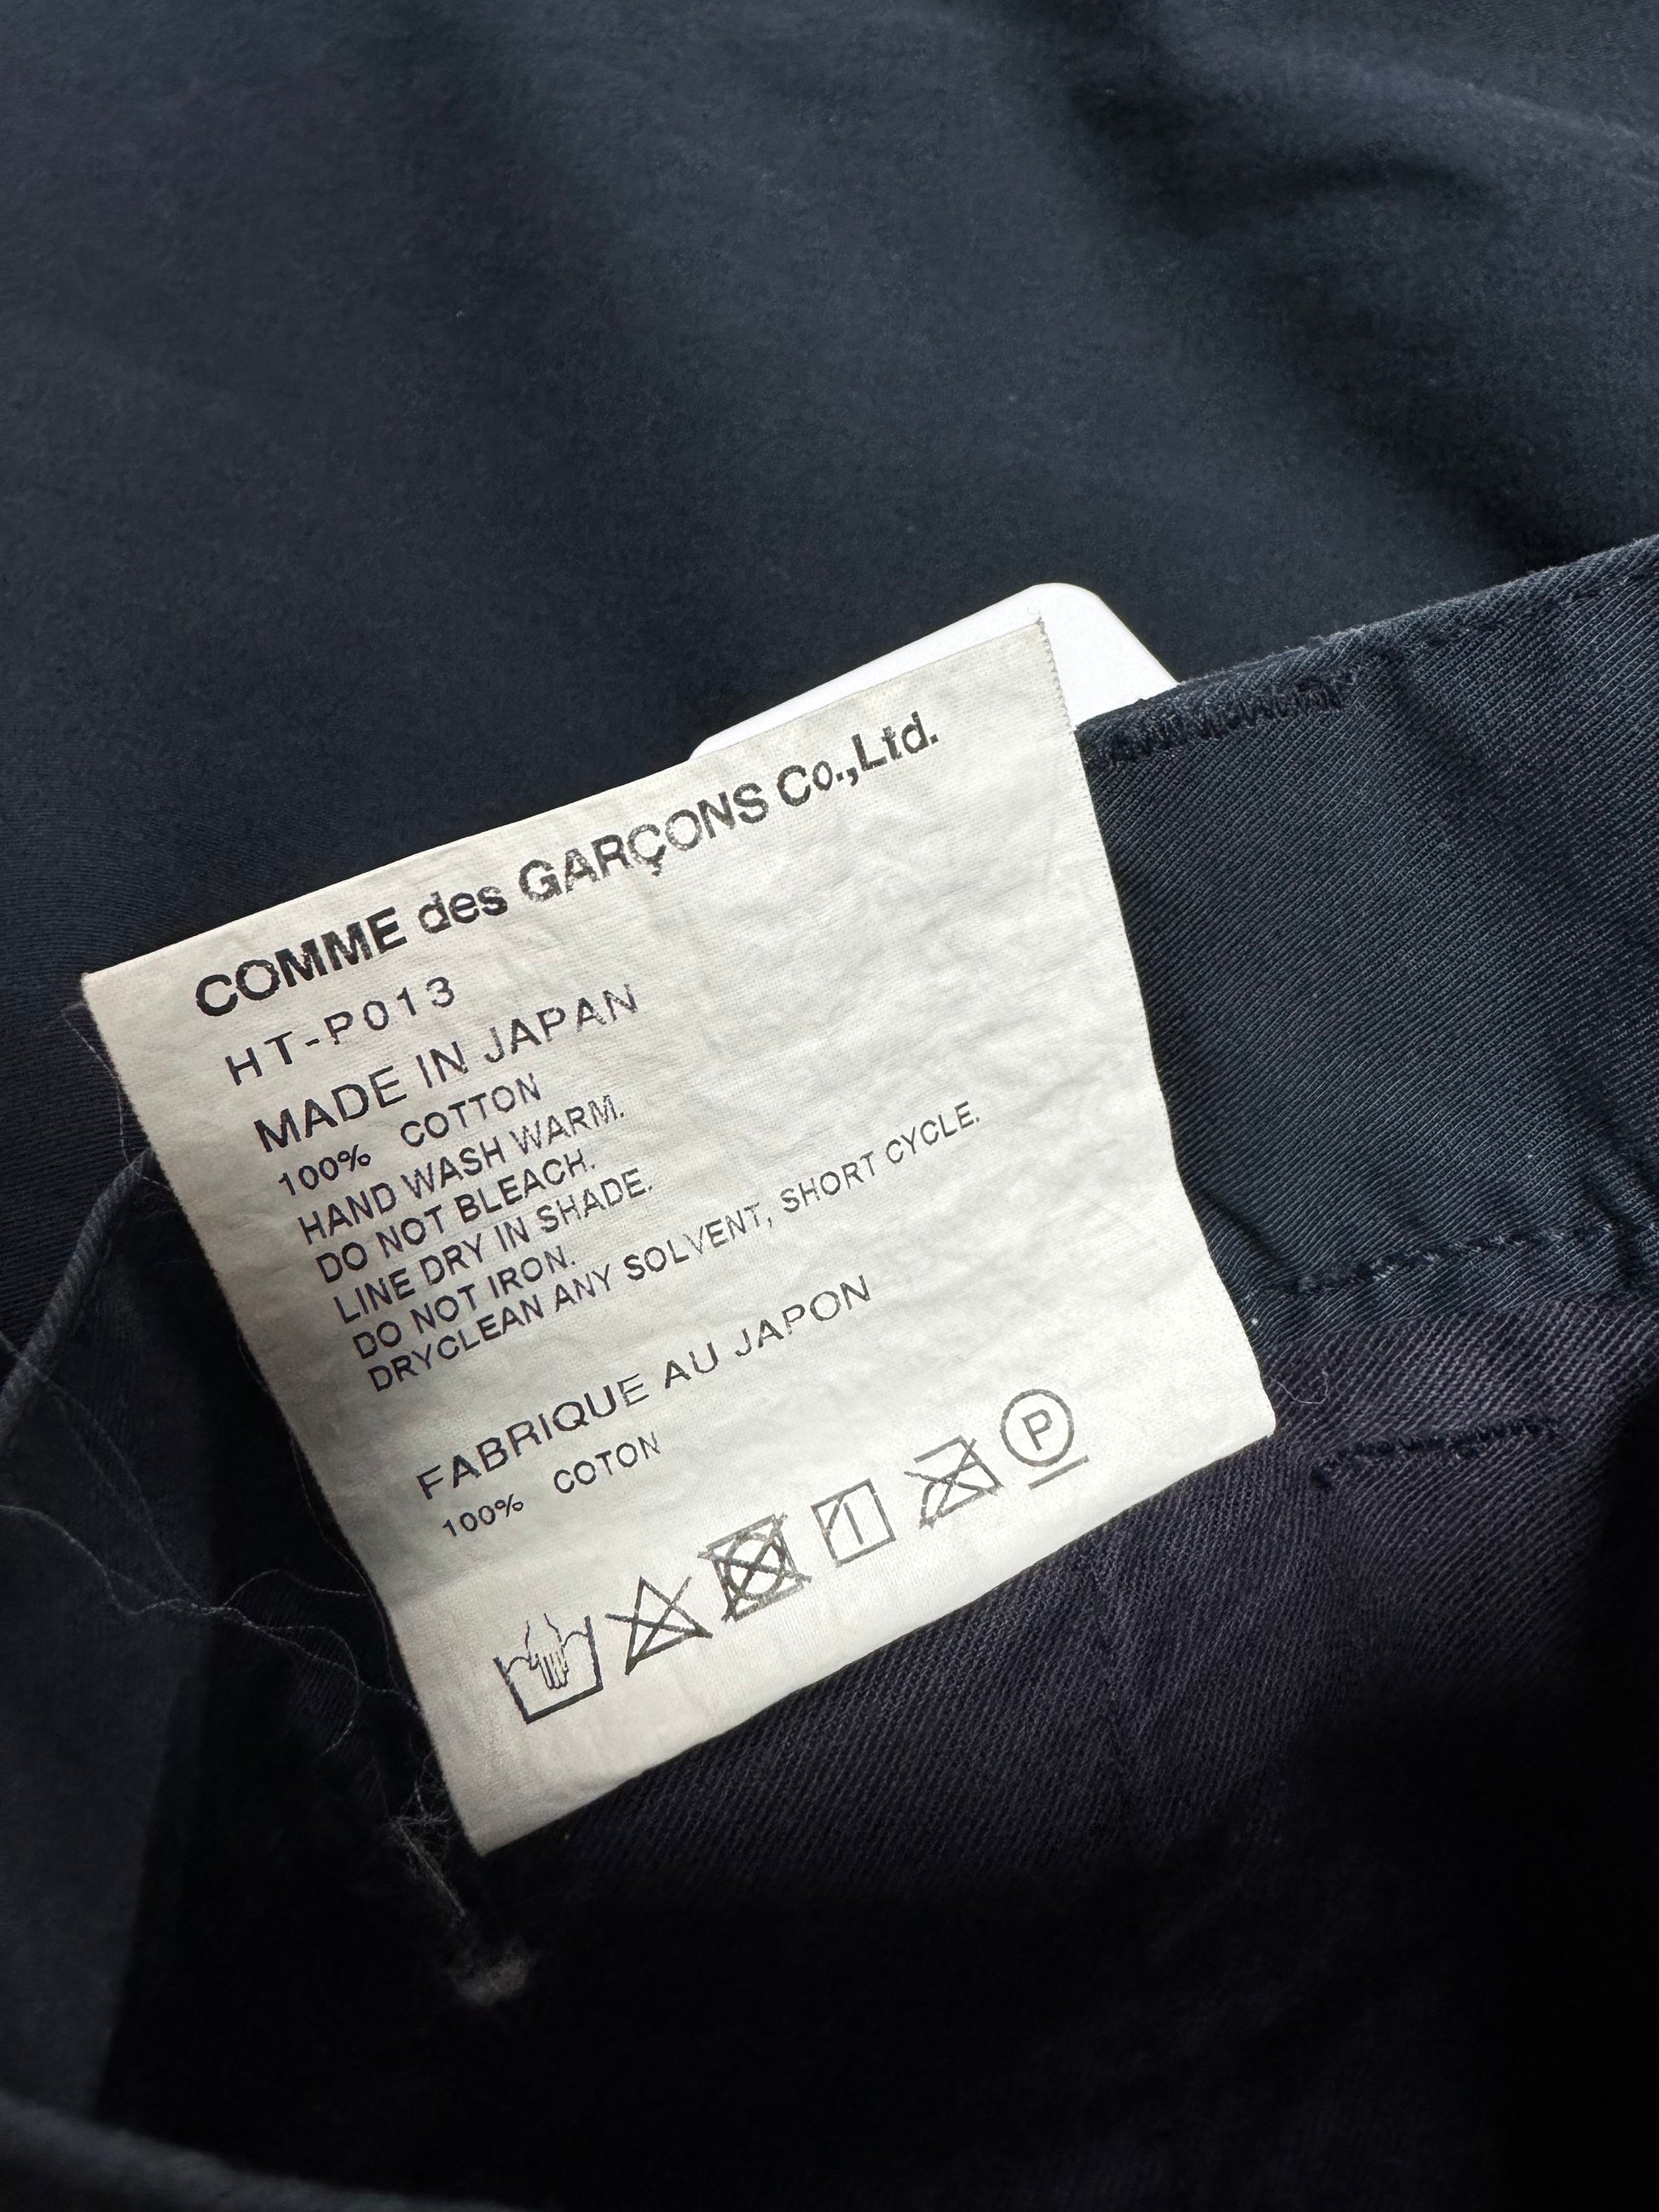 COMME des GARÇONS Co.,Ltd.
HT-P013
MADE IN JAPAN
100% COTTON
HAND WASH WARM.
DO NOT BLEACH.
LINE DRY IN SHADE.
DO NOT IRON.
DRYCLEAN ANY SOLVENT, SHORT CYCLE.
FABRIQUE AU JAPON
100% COTON
P